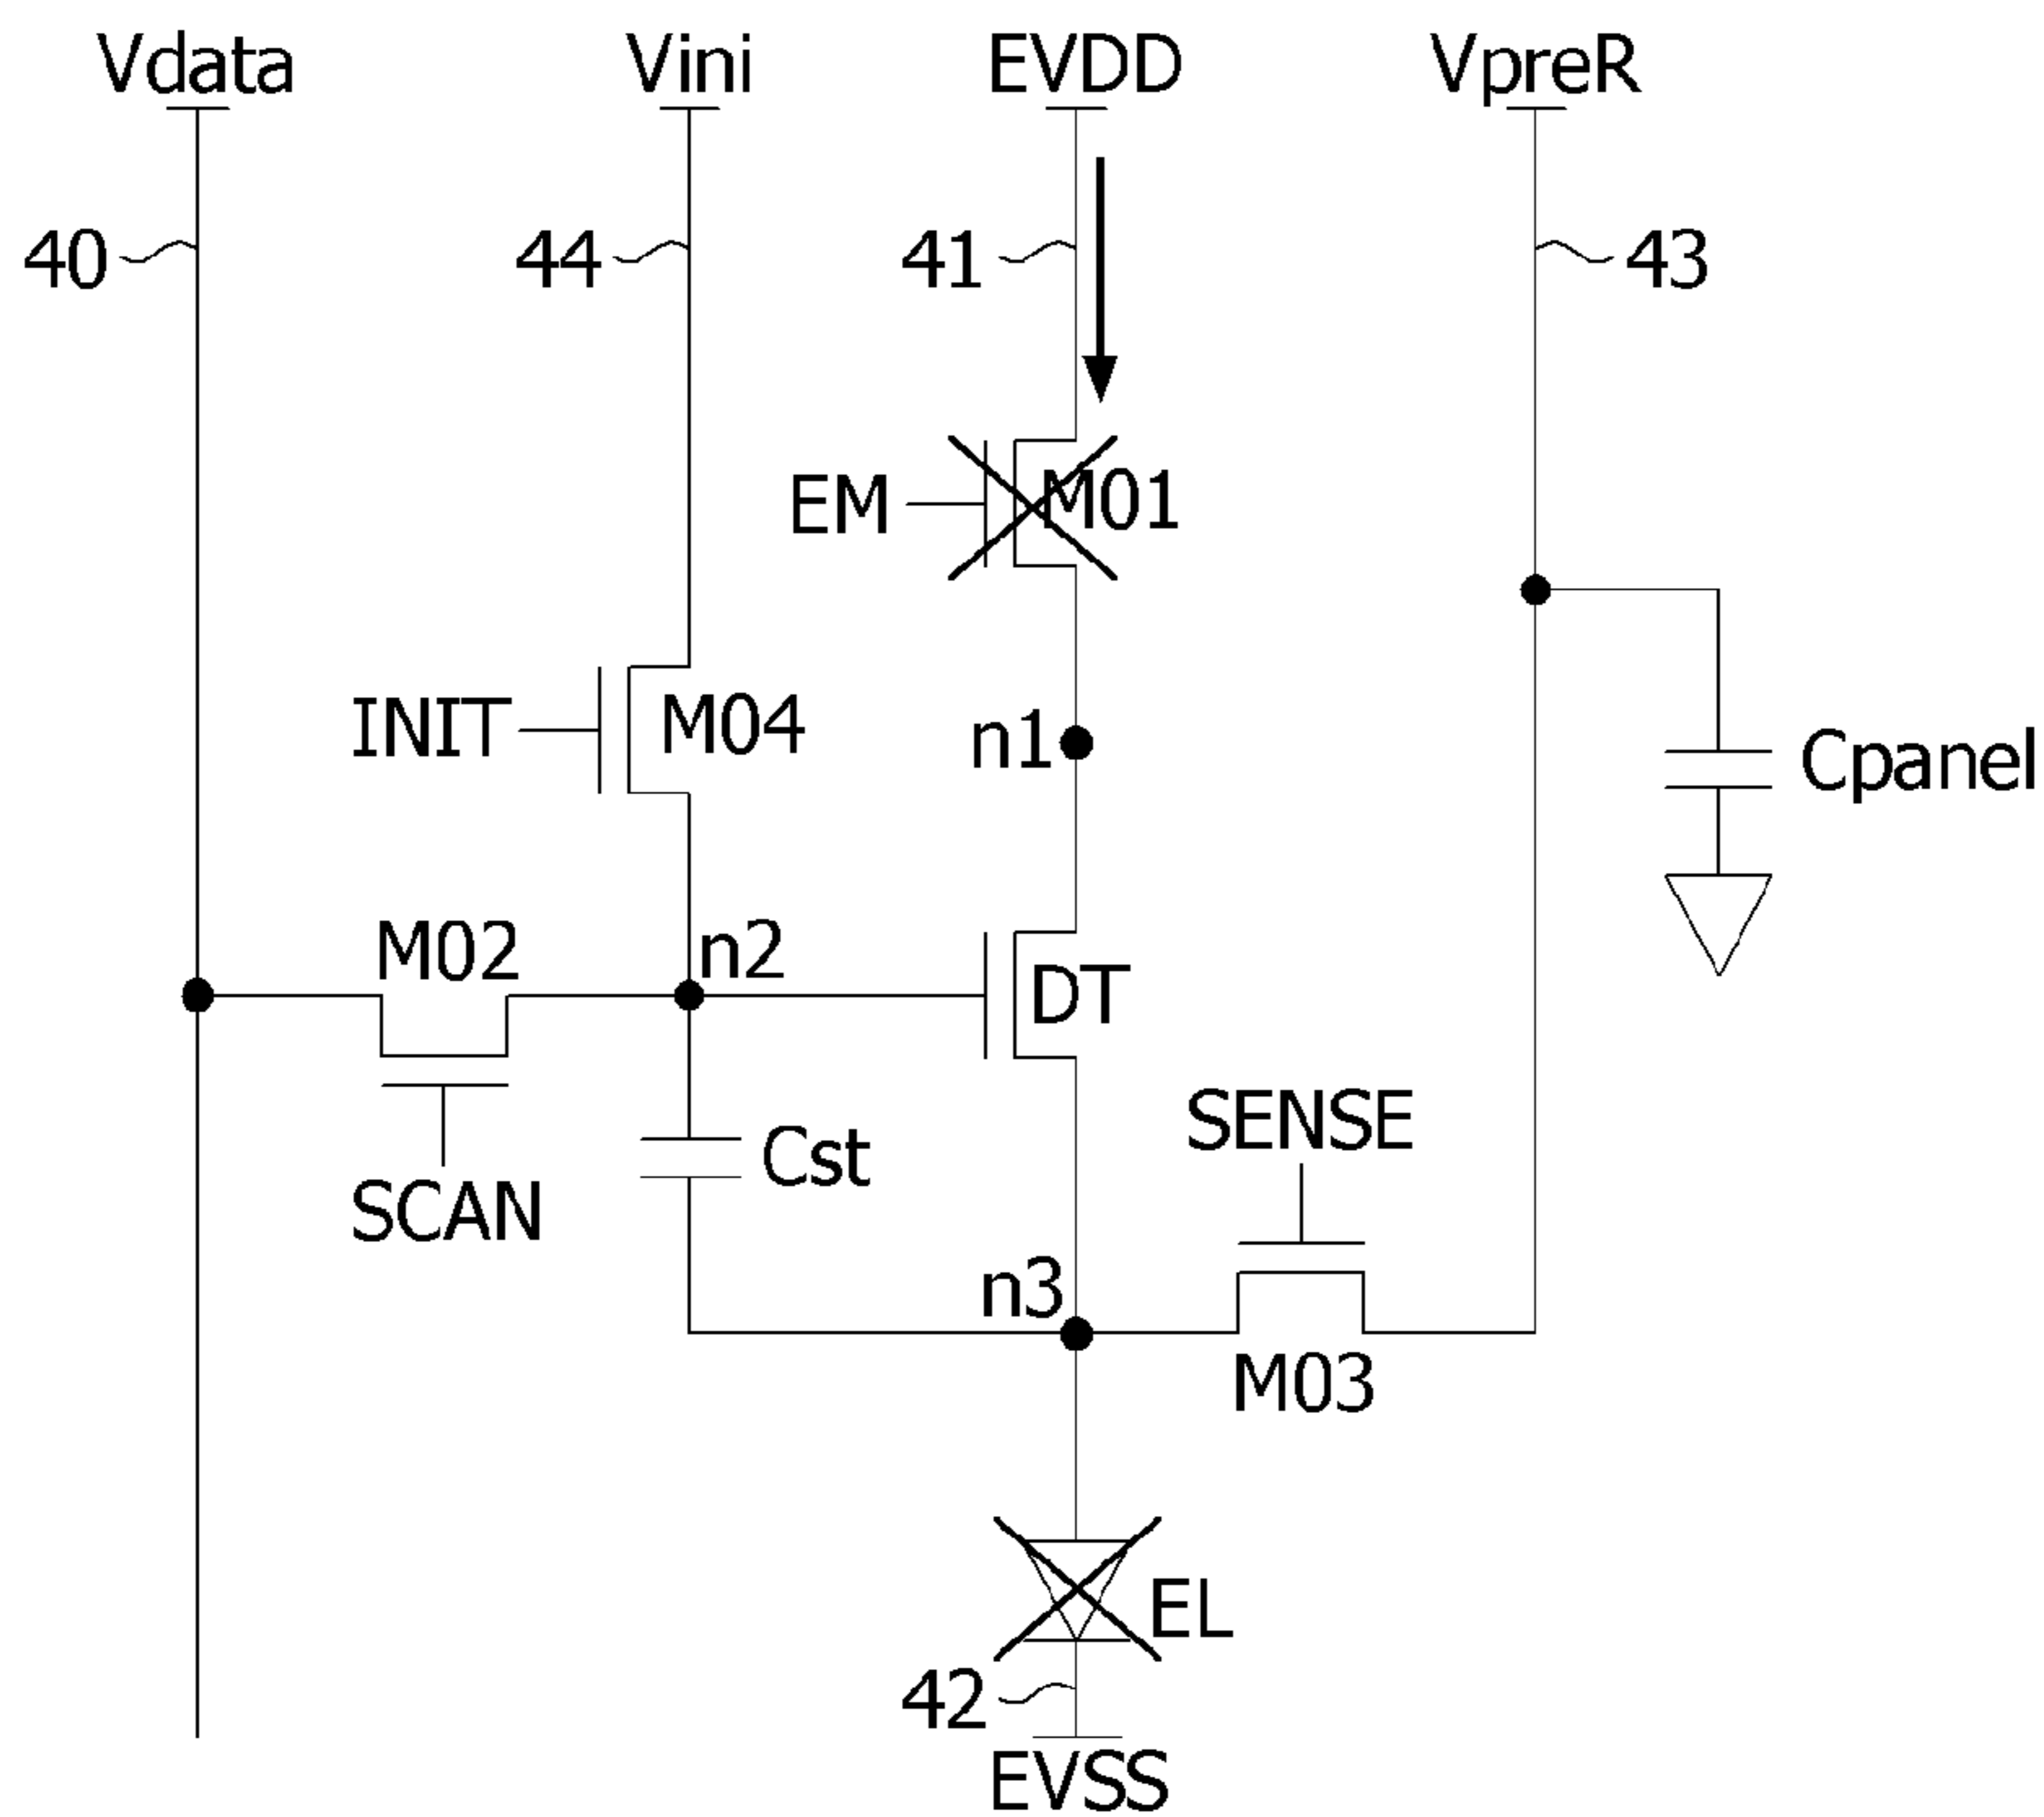 Vdata Vini EVDD VpreR
40 44 41 43
EM M01
INIT M04 n1 Cpanel
M02 n2 DT
SENSE
Cst
SCAN
n3
M03
EL
42
EVSS